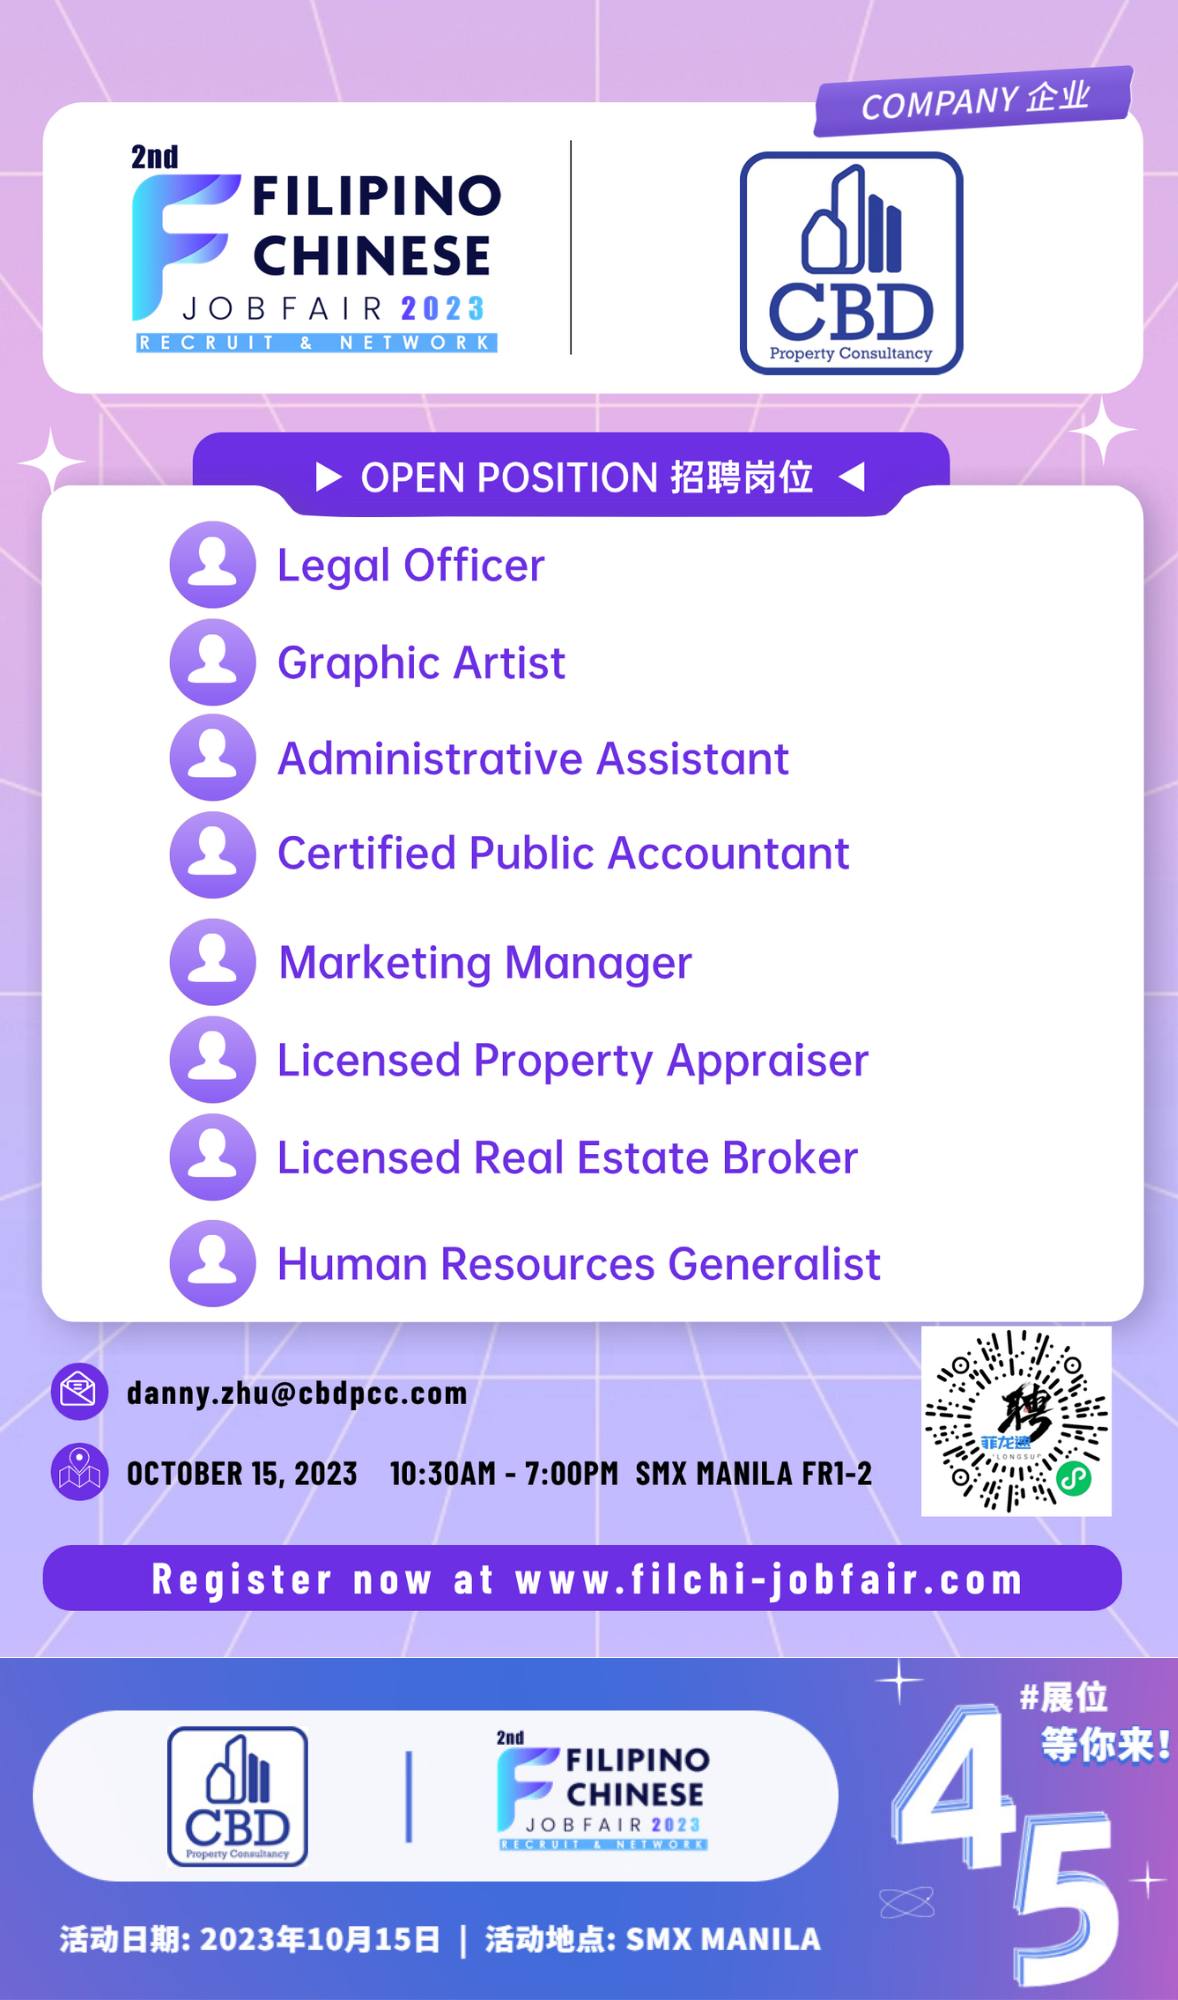 COMPANY 企业
2nd
FILIPINO
CHINESE
JOBFAIR 2023
RECRUIT & NETWORK
CBD
Property Consultancy
OPEN POSITION 招聘岗位
Legal Officer
Graphic Artist
Administrative Assistant
Certified Public Accountant
Marketing Manager
Licensed Property Appraiser
Licensed Real Estate Broker
Human Resources Generalist
danny.zhu@cbdpcc.com
OCTOBER 15, 2023 10:30AM - 7:00PM SMX MANILA FR1-2
聘
菲龙速
Register now at www.filchi-jobfair.com
#展位
等你来!
45
CBD
Property Consultancy
2nd
FILIPINO
CHINESE
JOBFAIR 2023
RECRUIT & NETWORK
活动日期: 2023年10月15日 | 活动地点: SMX MANILA